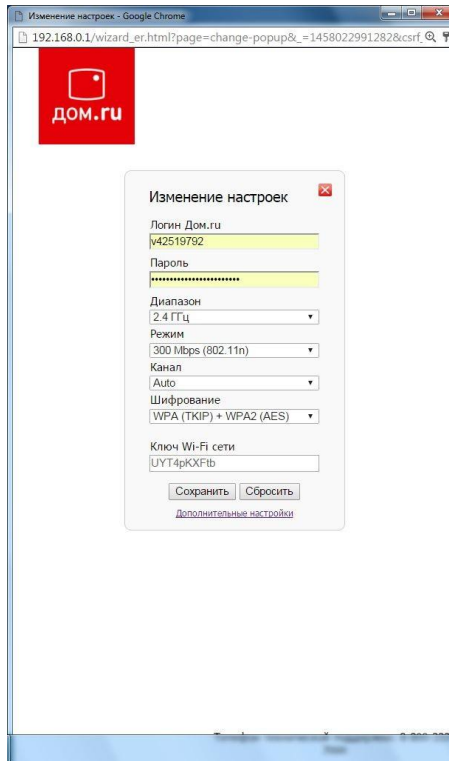 Изменение настроек - Google Chrome
192.168.0.1/wizard_er.html?page=change-popup&_=1458022991282&csrf_
дом.ru
Изменение настроек
Логин Дом.ru
v42519792
Пароль
•••••••••••••••••••••••
Диапазон
2.4 ГГц
Режим
300 Mbps (802.11n)
Канал
Auto
Шифрование
WPA (TKIP) + WPA2 (AES)
Ключ Wi-Fi сети
UYT4pKXFtb
Сохранить Сбросить
Дополнительные настройки